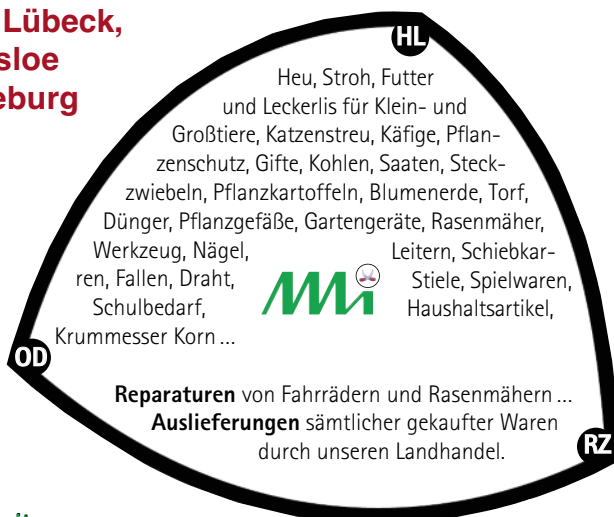 Lübeck,
sloe
eburg
HL
Heu, Stroh, Futter
und Leckerlis für Klein- und
Großtiere, Katzenstreu, Käfige, Pflan-
zenschutz, Gifte, Kohlen, Saaten, Steck-
zwiebeln, Pflanzkartoffeln, Blumenerde, Torf,
Dünger, Pflanzgefäße, Gartengeräte, Rasenmäher,
Werkzeug, Nägel, Leitern, Schiebkar-
ren, Fallen, Draht, Stiele, Spielwaren,
Schulbedarf, Haushaltsartikel,
Krummesser Korn ...
OD
Reparaturen von Fahrrädern und Rasenmähern ...
Auslieferungen sämtlicher gekaufter Waren
durch unseren Landhandel.
RZ